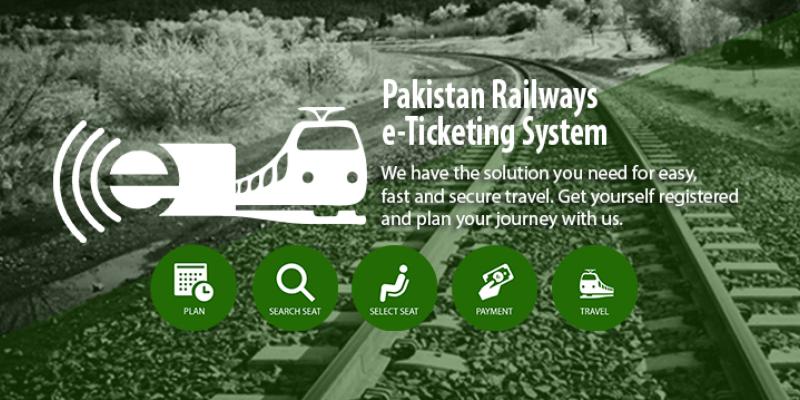 Pakistan Railways
e-Ticketing System
We have the solution you need for easy,
fast and secure travel. Get yourself registered
and plan your journey with us.
e
PLAN
SEARCH SEAT
SELECT SEAT
PAYMENT
TRAVEL